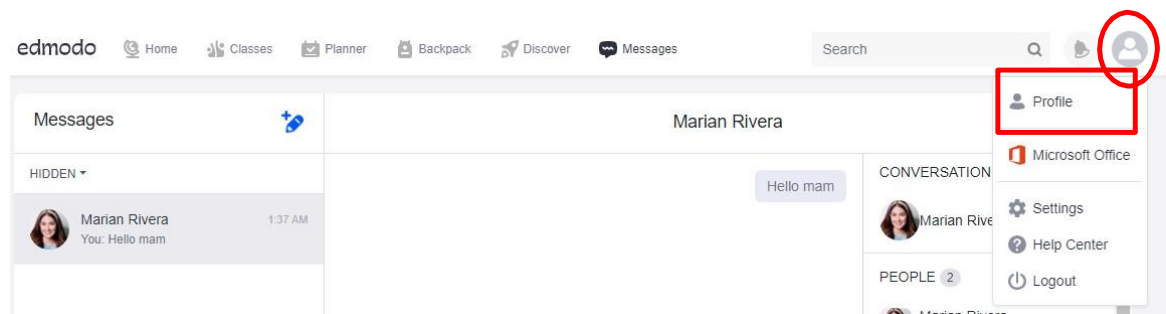 edmodo Home Classes Planner Backpack Discover Messages Search
Profile
Messages
Marian Rivera
Microsoft Office
HIDDEN
Hello mam
CONVERSATION
Marian Rivera 1:37 AM
You: Hello mam
Marian Rive
Settings
Help Center
PEOPLE 2
Logout